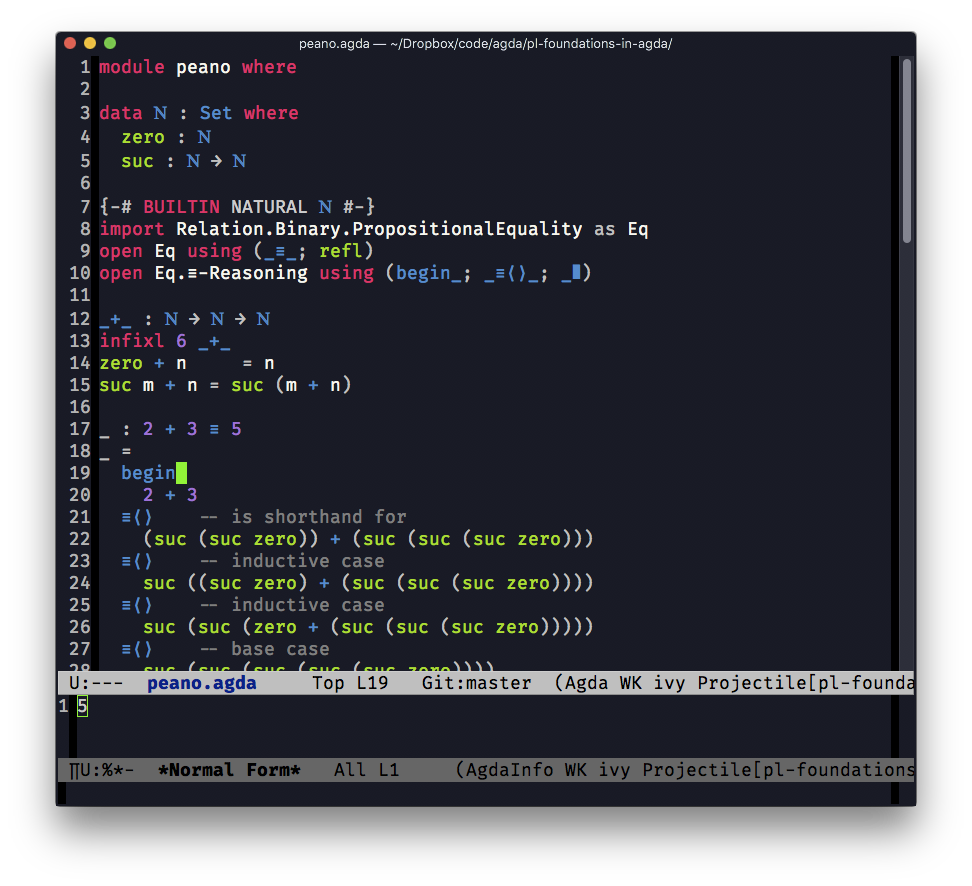 peano.agda — ~/Dropbox/code/agda/pl-foundations-in-agda/
1 module peano where
2
3 data ℕ : Set where
4   zero : ℕ
5   suc : ℕ → ℕ
6
7 {-# BUILTIN NATURAL ℕ #-}
8 import Relation.Binary.PropositionalEquality as Eq
9 open Eq using (_≡_; refl)
10 open Eq.≡-Reasoning using (begin_; _≡⟨⟩_; _∎)
11
12 _+_ : ℕ → ℕ → ℕ
13 infixl 6 _+_
14 zero + n     = n
15 suc m + n = suc (m + n)
16
17 _ : 2 + 3 ≡ 5
18 _ =
19   begin
20     2 + 3
21   ≡⟨⟩    -- is shorthand for
22     (suc (suc zero)) + (suc (suc (suc zero)))
23   ≡⟨⟩    -- inductive case
24     suc ((suc zero) + (suc (suc (suc zero))))
25   ≡⟨⟩    -- inductive case
26     suc (suc (zero + (suc (suc (suc zero)))))
27   ≡⟨⟩    -- base case
28     suc (suc (suc (suc (suc zero))))
U:---  peano.agda     Top L19   Git:master  (Agda WK ivy Projectile[pl-founda
1 5
∏U:%*-  *Normal Form*   All L1     (AgdaInfo WK ivy Projectile[pl-foundations